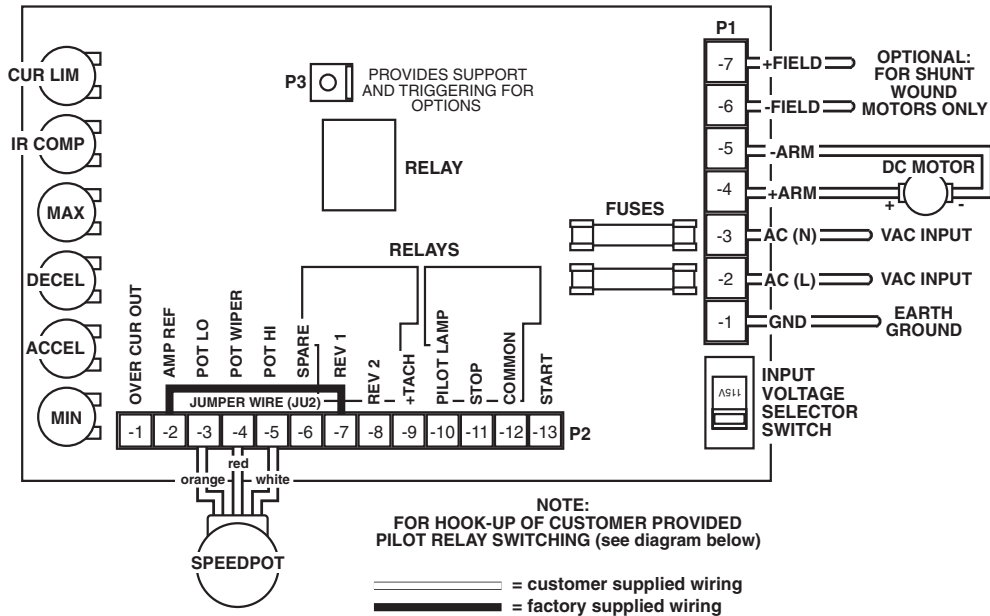 CUR LIM
IR COMP
MAX
DECEL
ACCEL
MIN
P3
PROVIDES SUPPORT
AND TRIGGERING FOR
OPTIONS
RELAY
FUSES
RELAYS
P1
-7
+FIELD
-6
-FIELD
OPTIONAL:
FOR SHUNT
WOUND
MOTORS ONLY
-5
-ARM
DC MOTOR
-4
+ARM
+
-
-3
AC (N)
VAC INPUT
-2
AC (L)
VAC INPUT
-1
GND
EARTH
GROUND
115V
INPUT
VOLTAGE
SELECTOR
SWITCH
OVER CUR OUT
AMP REF
POT LO
POT WIPER
POT HI
SPARE
REV 1
REV 2
+TACH
PILOT LAMP
STOP
COMMON
START
JUMPER WIRE (JU2)
-1 -2 -3 -4 -5 -6 -7 -8 -9 -10 -11 -12 -13
P2
orange
red
white
SPEEDPOT
NOTE:
FOR HOOK-UP OF CUSTOMER PROVIDED
PILOT RELAY SWITCHING (see diagram below)
= customer supplied wiring
= factory supplied wiring